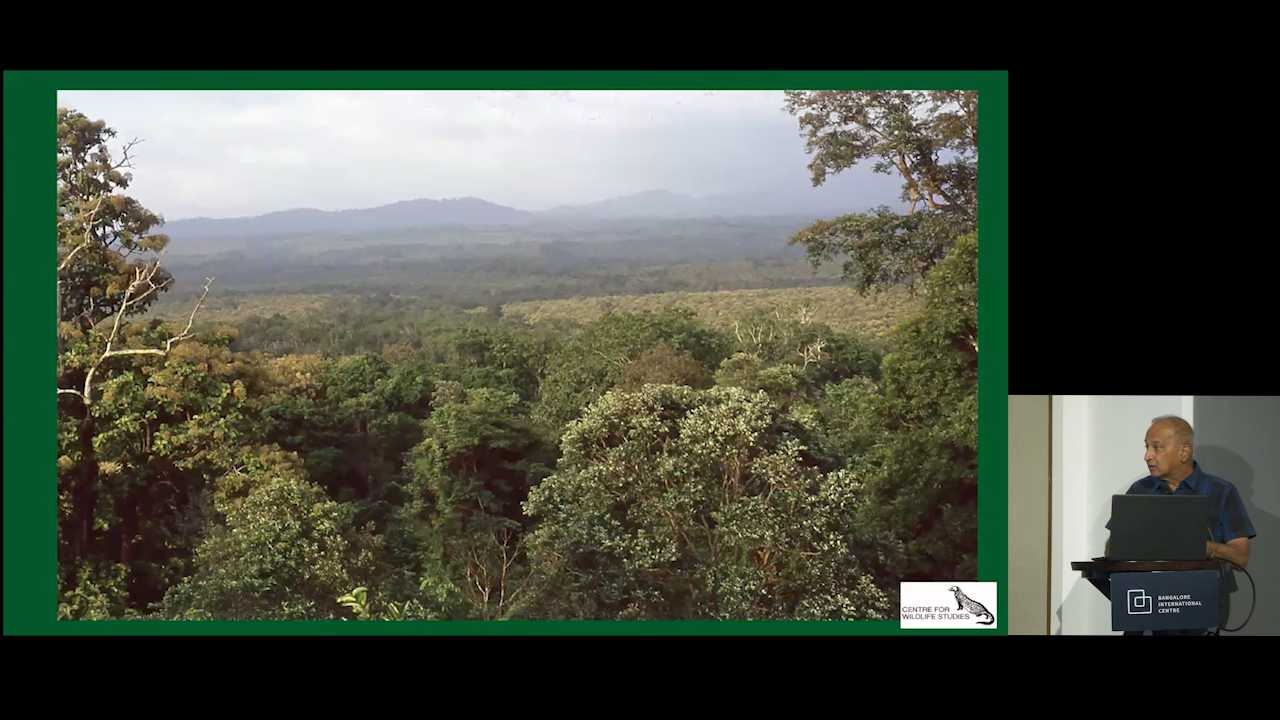 CENTRE FOR
WILDLIFE STUDIES
BANGALORE
INTERNATIONAL
CENTRE